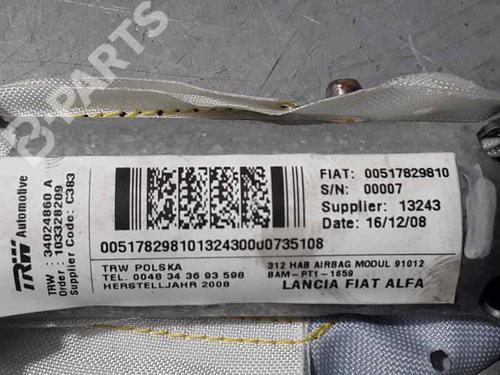 TRW Automotive
TRW : 34024860 A
Order : 103328209
Supplier Code: C383
FIAT: 00517829810
S/N: 00007
Supplier: 13243
Date: 16/12/08
00517829810132430000735108
TRW POLSKA
TEL. 0048 34 36 93 598
HERSTELLJAHR 2008
312 HAB AIRBAG MODUL 91012
BAM-PT1-1659
LANCIA FIAT ALFA
B-PARTS